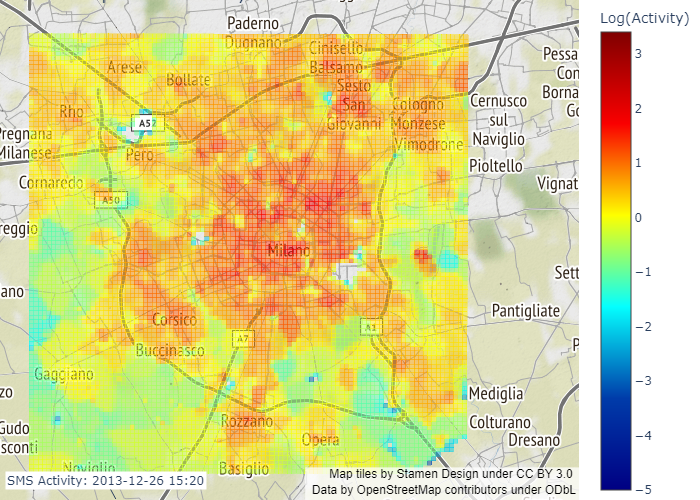 Log(Activity)
Paderno
Dugnano
Cinisello
Balsamo
Arese
Bollate
Sesto
San
Giovanni
Rho
Cologno
Monzese
Cernusco
sul
Naviglio
A52
Pregnana
Milanese
Pero
Vimodrone
Pioltello
Cornaredo
A50
Vignat
reggio
Milano
Sett
ano
Pantigliate
Corsico
A7
A1
Buccinasco
Gaggiano
Mediglia
Rozzano
Colturano
Opera
Dresano
Gudo
sconti
Noviglio
Basiglio
Pessa
Con
Borna
Go
zo
P
3
2
1
0
−1
−2
−3
−4
−5
SMS Activity: 2013-12-26 15:20
Map tiles by Stamen Design under CC BY 3.0
Data by OpenStreetMap contributors under ODbL